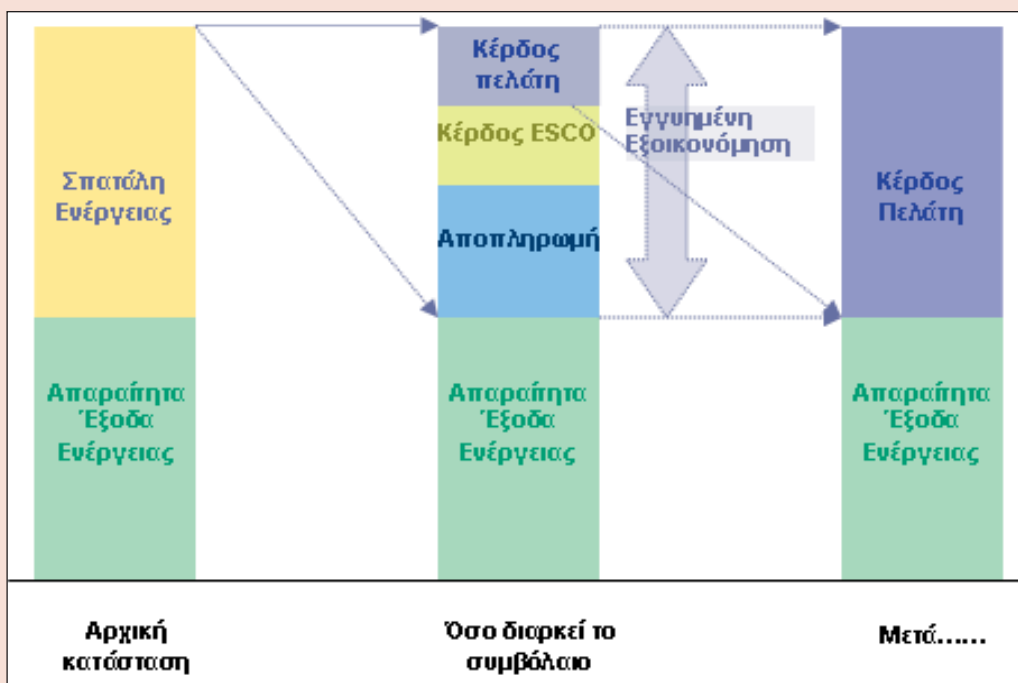 Σπατάλη
Ενέργειας
Απαραίτητα
Έξοδα
Ενέργειας
Κέρδος
πελάτη
Κέρδος ESCO
Αποπληρωμή
Απαραίτητα
Έξοδα
Ενέργειας
Εγγυημένη
Εξοικονόμηση
Κέρδος
Πελάτη
Απαραίτητα
Έξοδα
Ενέργειας
Αρχική
κατάσταση
Όσο διαρκεί το
συμβόλαιο
Μετά......